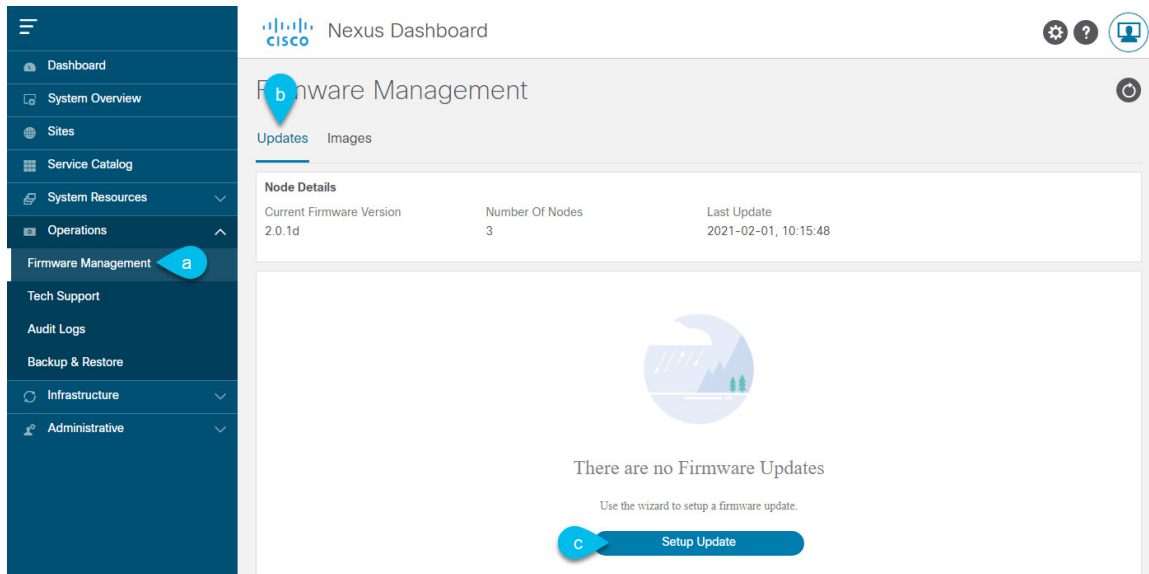 CISCO Nexus Dashboard
?
Dashboard
System Overview
Sites
Service Catalog
System Resources
Operations
Firmware Management
a
Tech Support
Audit Logs
Backup & Restore
Infrastructure
Administrative
Firmware Management
b
Updates Images
Node Details
Current Firmware Version Number Of Nodes Last Update
2.0.1d 3 2021-02-01, 10:15:48
There are no Firmware Updates
Use the wizard to setup a firmware update.
c Setup Update